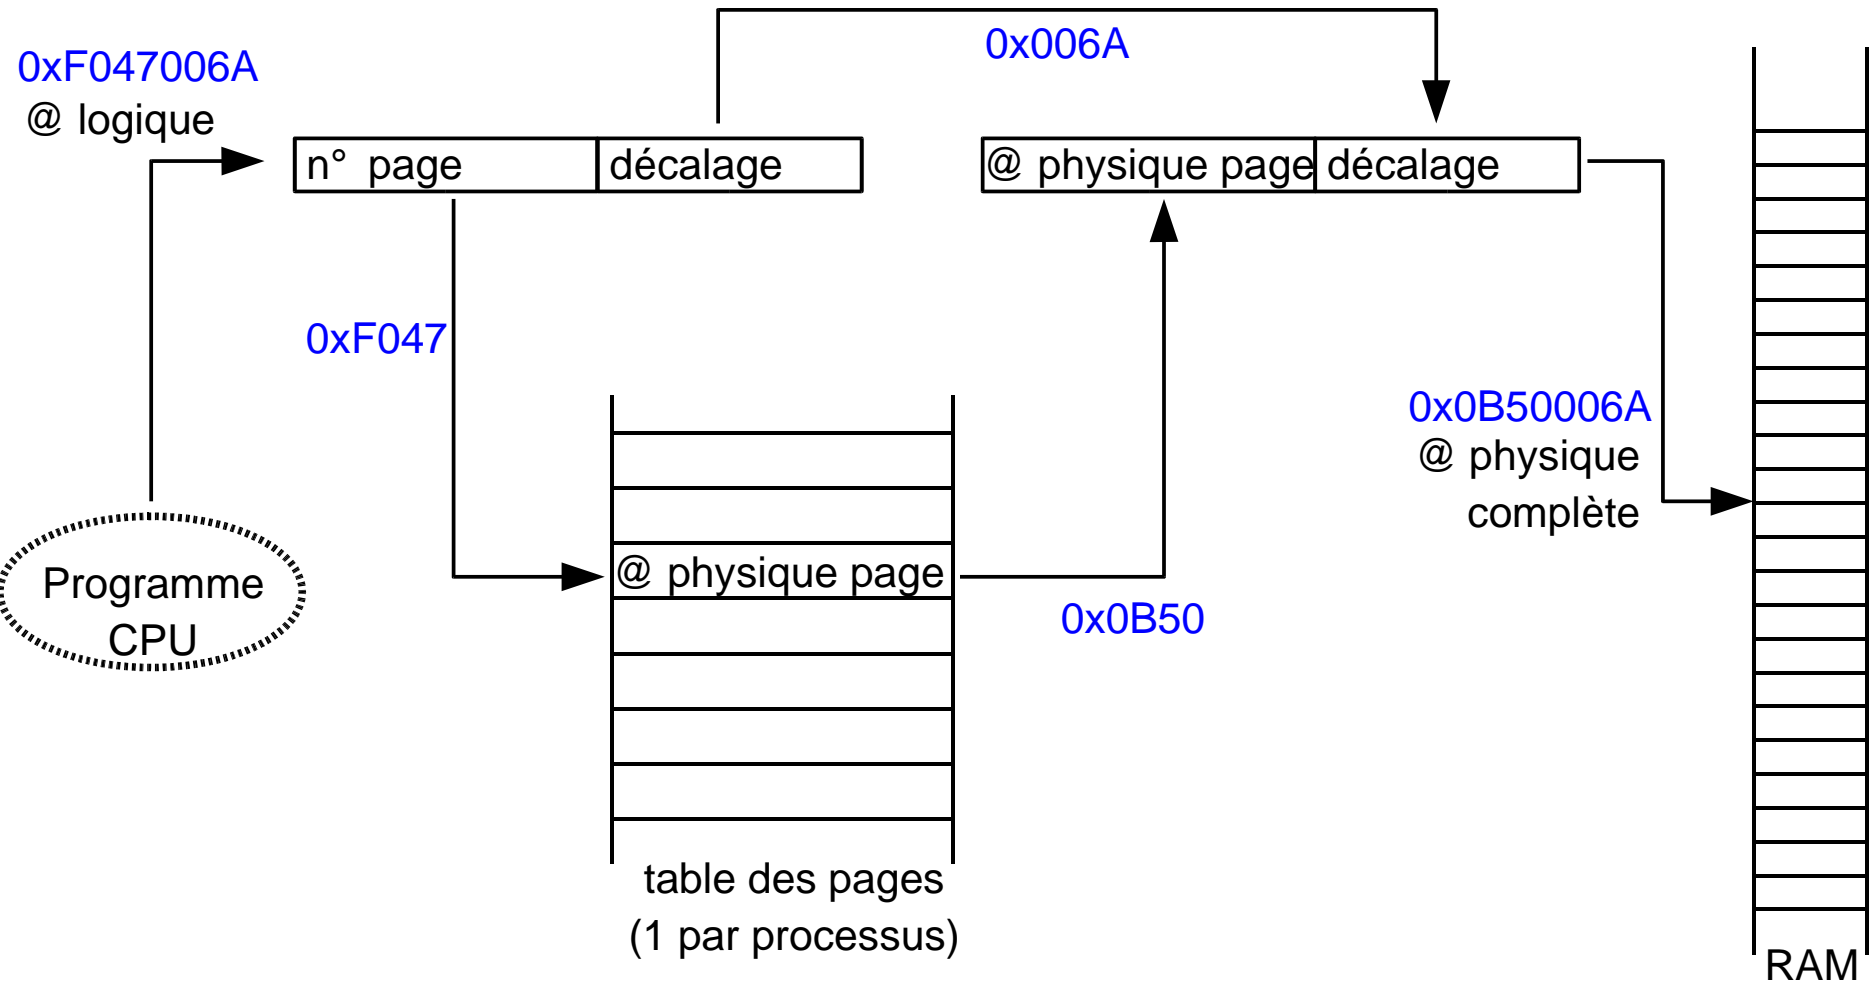 0x006A
0xF047006A
@ logique
n° page
décalage
@ physique page
décalage
0xF047
0x0B50006A
@ physique
complète
@ physique page
Programme
CPU
0x0B50
table des pages
(1 par processus)
RAM